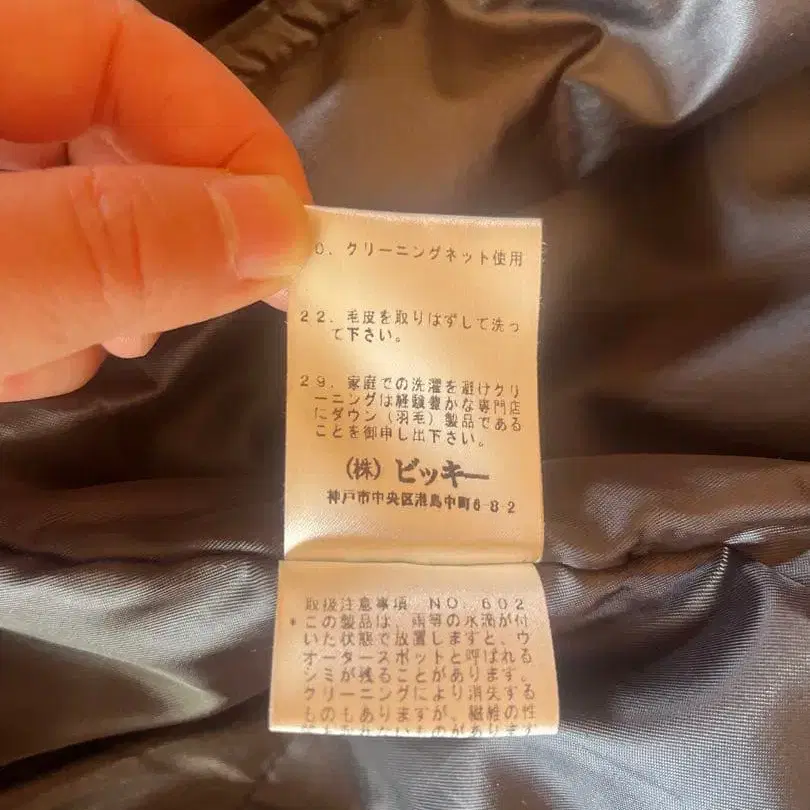 0. クリーニングネット使用
22. 毛皮を取りはずして洗っ
て下さい。
29. 家庭での洗濯を避けクリ
ーニングは経験豊かな専門店
にダウン(羽毛)製品である
ことを御申し出下さい。
(株)ビッキー
神戸市中央区港島中町6-8-2
取扱注意事項 NO. 602
* この製品は、雨等の水滴が付
いた状態で放置しますと、ウ
オータースポットと呼ばれる
シミが残ることがあります。
クリーニングにより消失する
ものもありますが、繊維の性